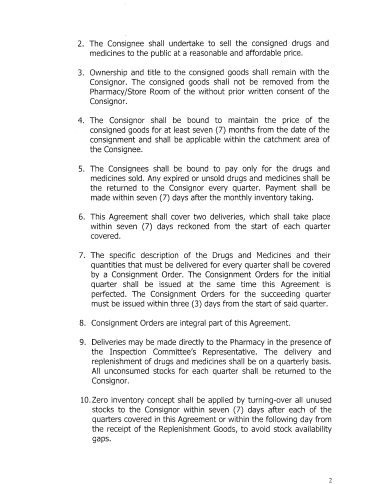 2. The Consignee shall undertake to sell the consigned drugs and
medicines to the public at a reasonable and affordable price.
3. Ownership and title to the consigned goods shall remain with the
Consignor. The consigned goods shall not be removed from the
Pharmacy/Store Room of the without prior written consent of the
Consignor.
4. The Consignor shall be bound to maintain the price of the
consigned goods for at least seven (7) months from the date of the
consignment and shall be applicable within the catchment area of
the Consignee.
5. The Consignees shall be bound to pay only for the drugs and
medicines sold. Any expired or unsold drugs and medicines shall be
the returned to the Consignor every quarter. Payment shall be
made within seven (7) days after the monthly inventory taking.
6. This Agreement shall cover two deliveries, which shall take place
within seven (7) days reckoned from the start of each quarter
covered.
7. The specific description of the Drugs and Medicines and their
quantities that must be delivered for every quarter shall be covered
by a Consignment Order. The Consignment Orders for the initial
quarter shall be issued at the same time this Agreement is
perfected. The Consignment Orders for the succeeding quarter
must be issued within three (3) days from the start of said quarter.
8. Consignment Orders are integral part of this Agreement.
9. Deliveries may be made directly to the Pharmacy in the presence of
the Inspection Committee's Representative. The delivery and
replenishment of drugs and medicines shall be on a quarterly basis.
All unconsumed stocks for each quarter shall be returned to the
Consignor.
10. Zero inventory concept shall be applied by turning-over all unused
stocks to the Consignor within seven (7) days after each of the
quarters covered in this Agreement or within the following day from
the receipt of the Replenishment Goods, to avoid stock availability
gaps.
2